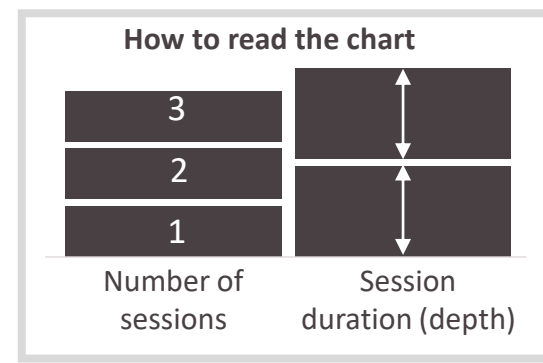 How to read the chart
3
2
1
Number of
sessions
Session
duration (depth)